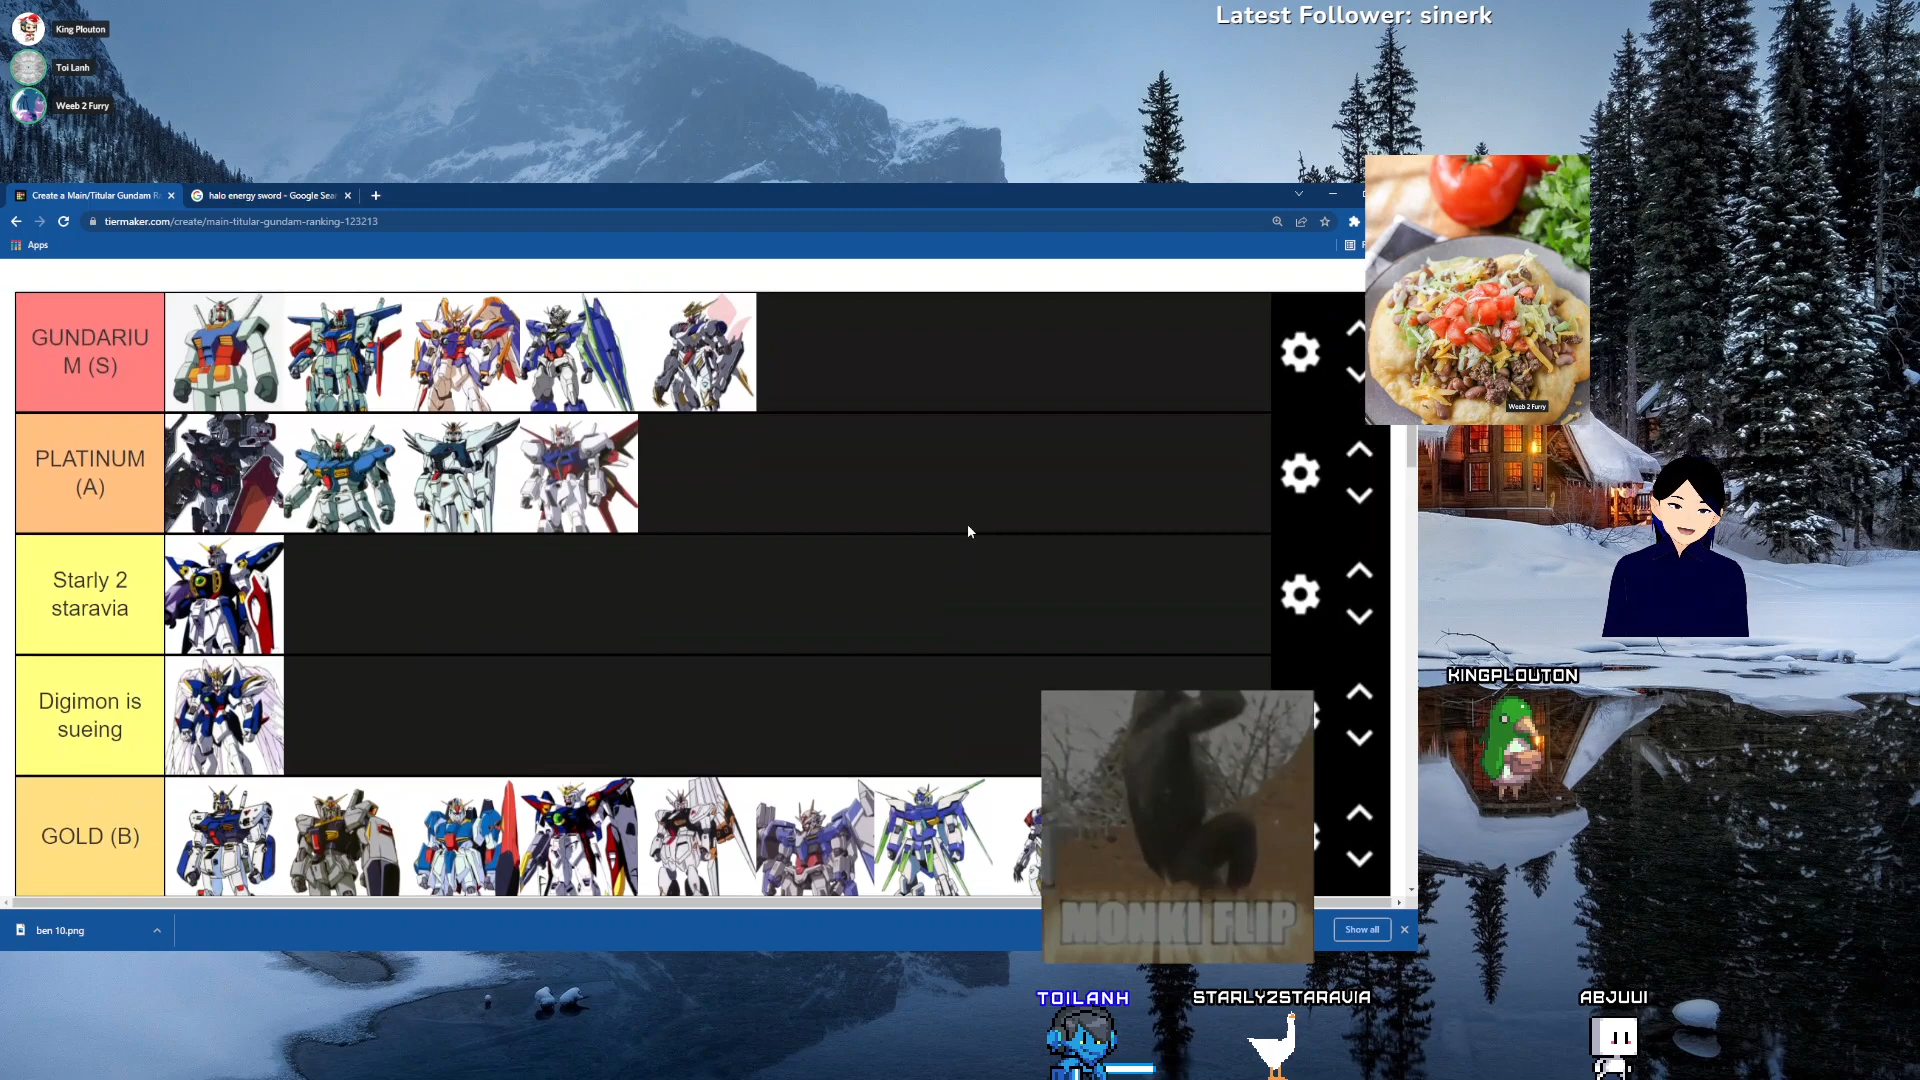 Latest Follower: sinerk
King Plouton
Toi Lanh
Weeb 2 Furry
Create a Main/Titular Gundam R
halo energy sword - Google Sea
tiermaker.com/create/main-titular-gundam-ranking-123213
Apps
GUNDARIU
M (S)
Weeb 2 Furry
PLATINUM
(A)
Starly 2
staravia
Digimon is
sueing
GOLD (B)
MONKI FLIP
KINGPLOUTON
ben 10.png
Show all
TOILANH
STARLY2STARAVIA
ABJUUI